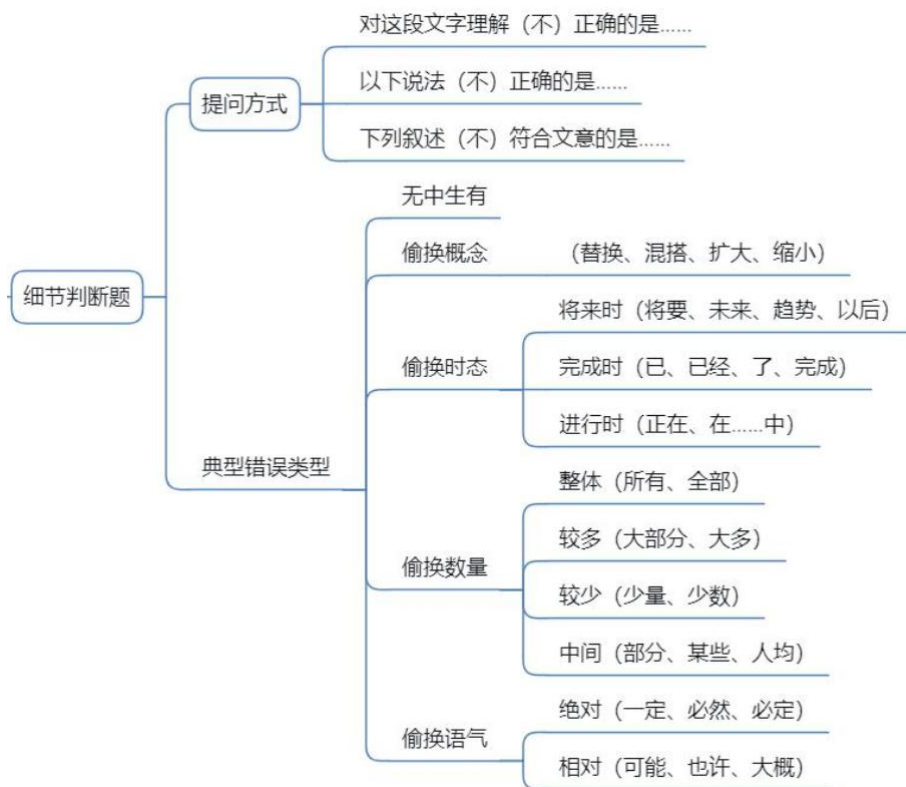 对这段文字理解（不）正确的是......
提问方式
以下说法（不）正确的是......
下列叙述（不）符合文意的是......
细节判断题
无中生有
偷换概念
（替换、混搭、扩大、缩小）
将来时（将要、未来、趋势、以后）
偷换时态
完成时（已、已经、了、完成）
进行时（正在、在......中）
典型错误类型
整体（所有、全部）
较多（大部分、大多）
偷换数量
较少（少量、少数）
中间（部分、某些、人均）
绝对（一定、必然、必定）
偷换语气
相对（可能、也许、大概）